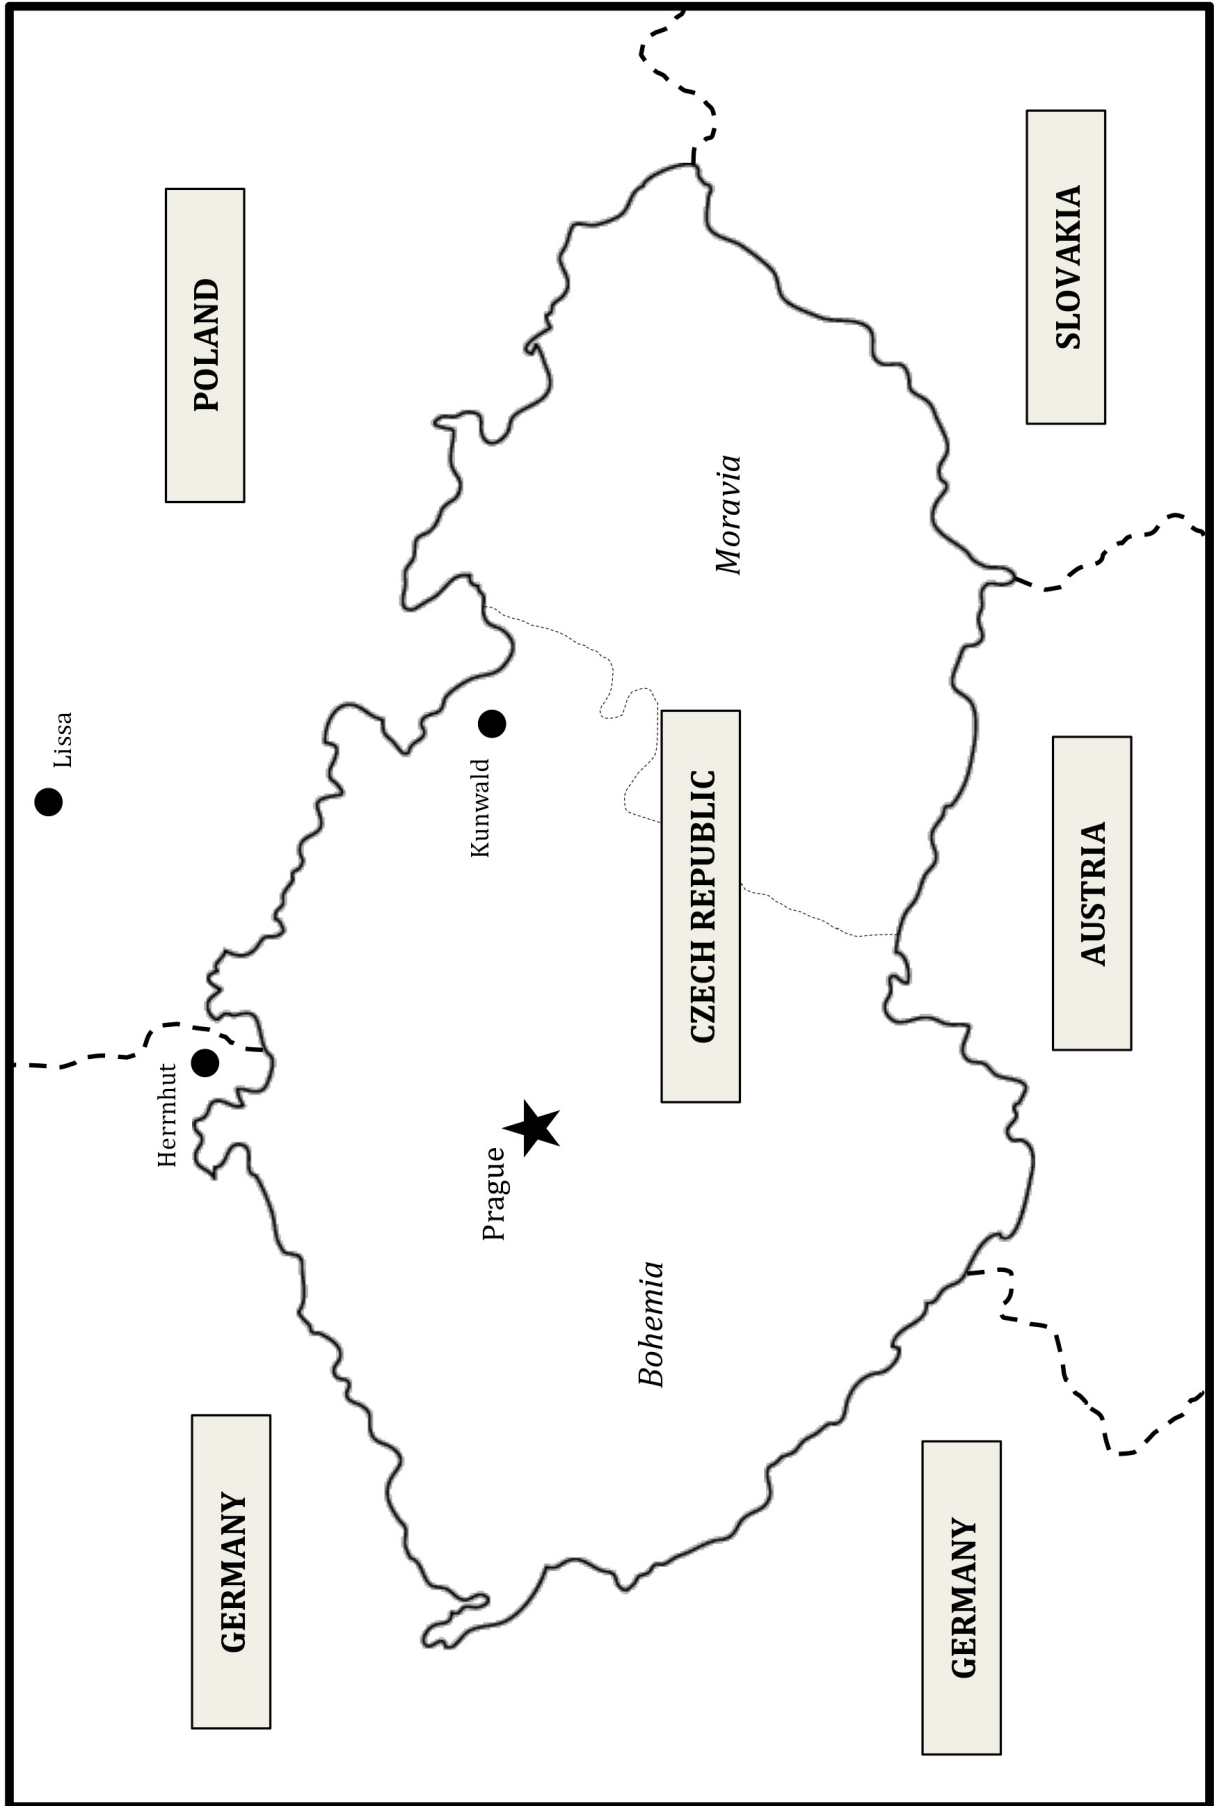 Lissa
POLAND
Herrnhut
GERMANY
Kunwald
Prague
Moravia
CZECH REPUBLIC
Bohemia
SLOVAKIA
AUSTRIA
GERMANY